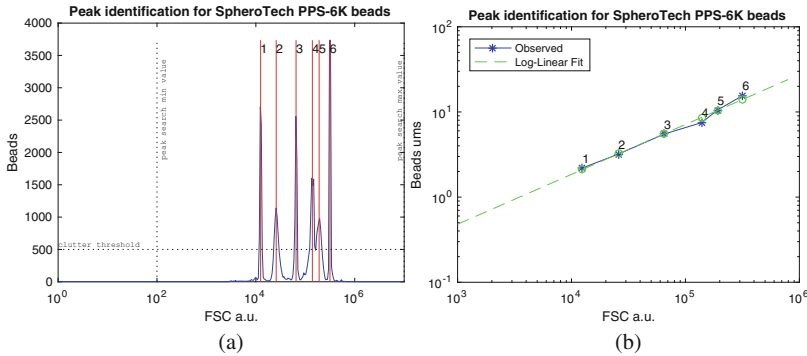 Peak identification for SpheroTech PPS-6K beads
4000
3500
3000
2500
2000
1500
1000
500
0
Beads
peak search min value
peak search max value
clutter threshold
1 2 3 4 5 6
10^0 10^2 10^4 10^6
FSC a.u.
(a)
Peak identification for SpheroTech PPS-6K beads
Observed
Log-Linear Fit
10^2
10^1
10^0
10^-1
Beads ums
1
2
3
4
5
6
10^3 10^4 10^5 10^6
FSC a.u.
(b)